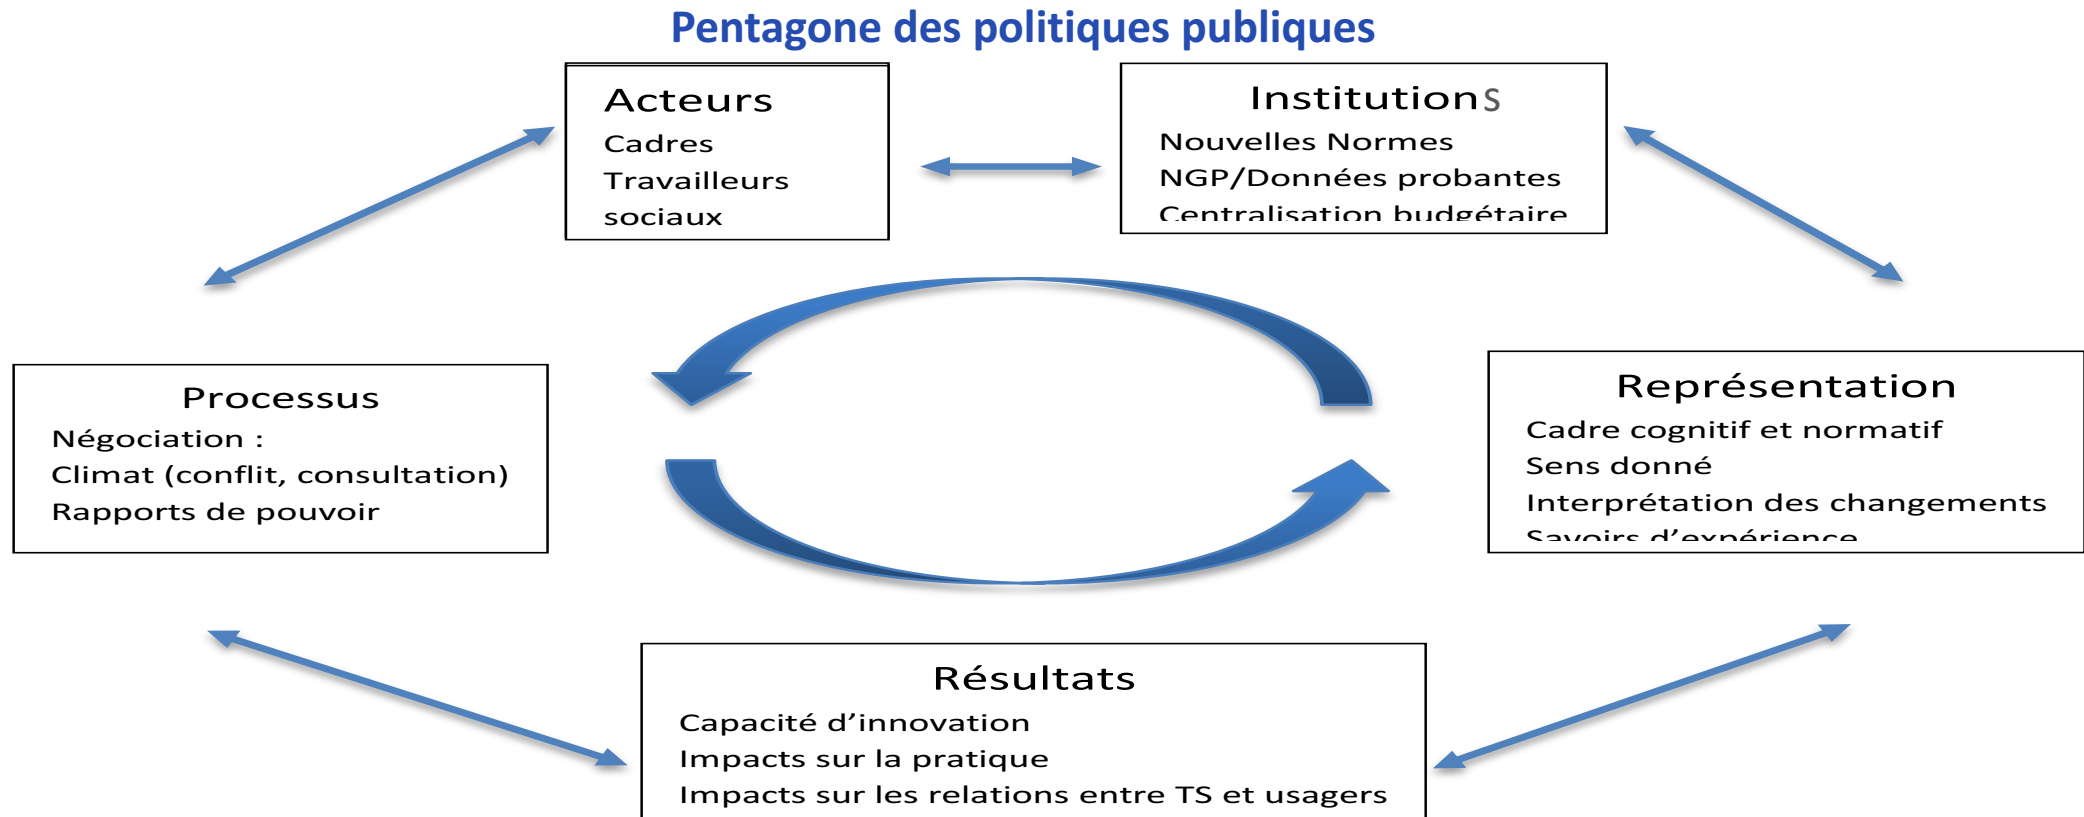 Pentagone des politiques publiques
Acteurs
Cadres
Travailleurs
sociaux
Institutions
Nouvelles Normes
NGP/Données probantes
Centralisation budgétaire
Processus
Négociation :
Climat (conflit, consultation)
Rapports de pouvoir
Représentation
Cadre cognitif et normatif
Sens donné
Interprétation des changements
Savoirs d’expérience
Résultats
Capacité d’innovation
Impacts sur la pratique
Impacts sur les relations entre TS et usagers